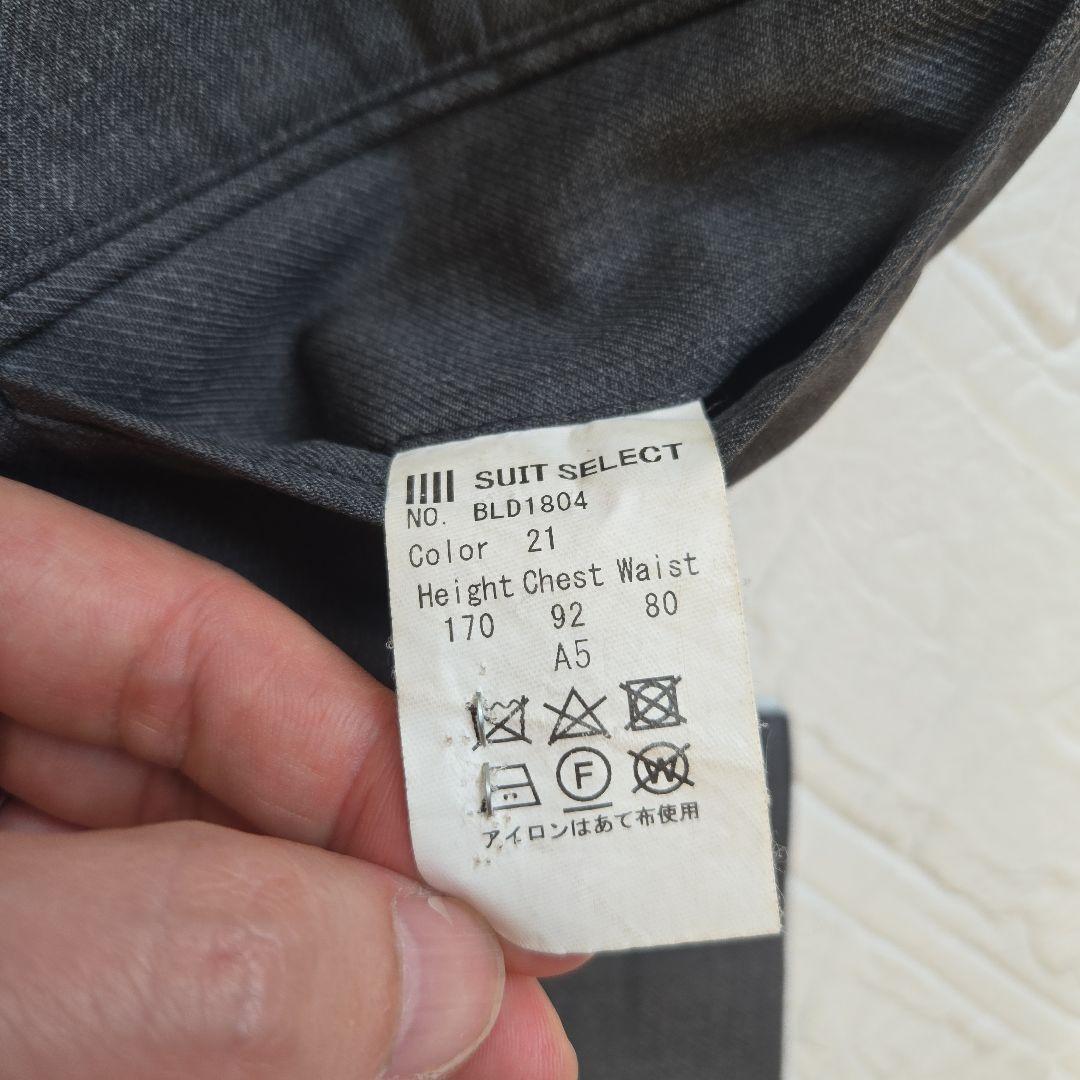 SUIT SELECT
NO. BLD1804
Color 21
Height Chest Waist
170 92 80
A5
F W
アイロンはあて布使用